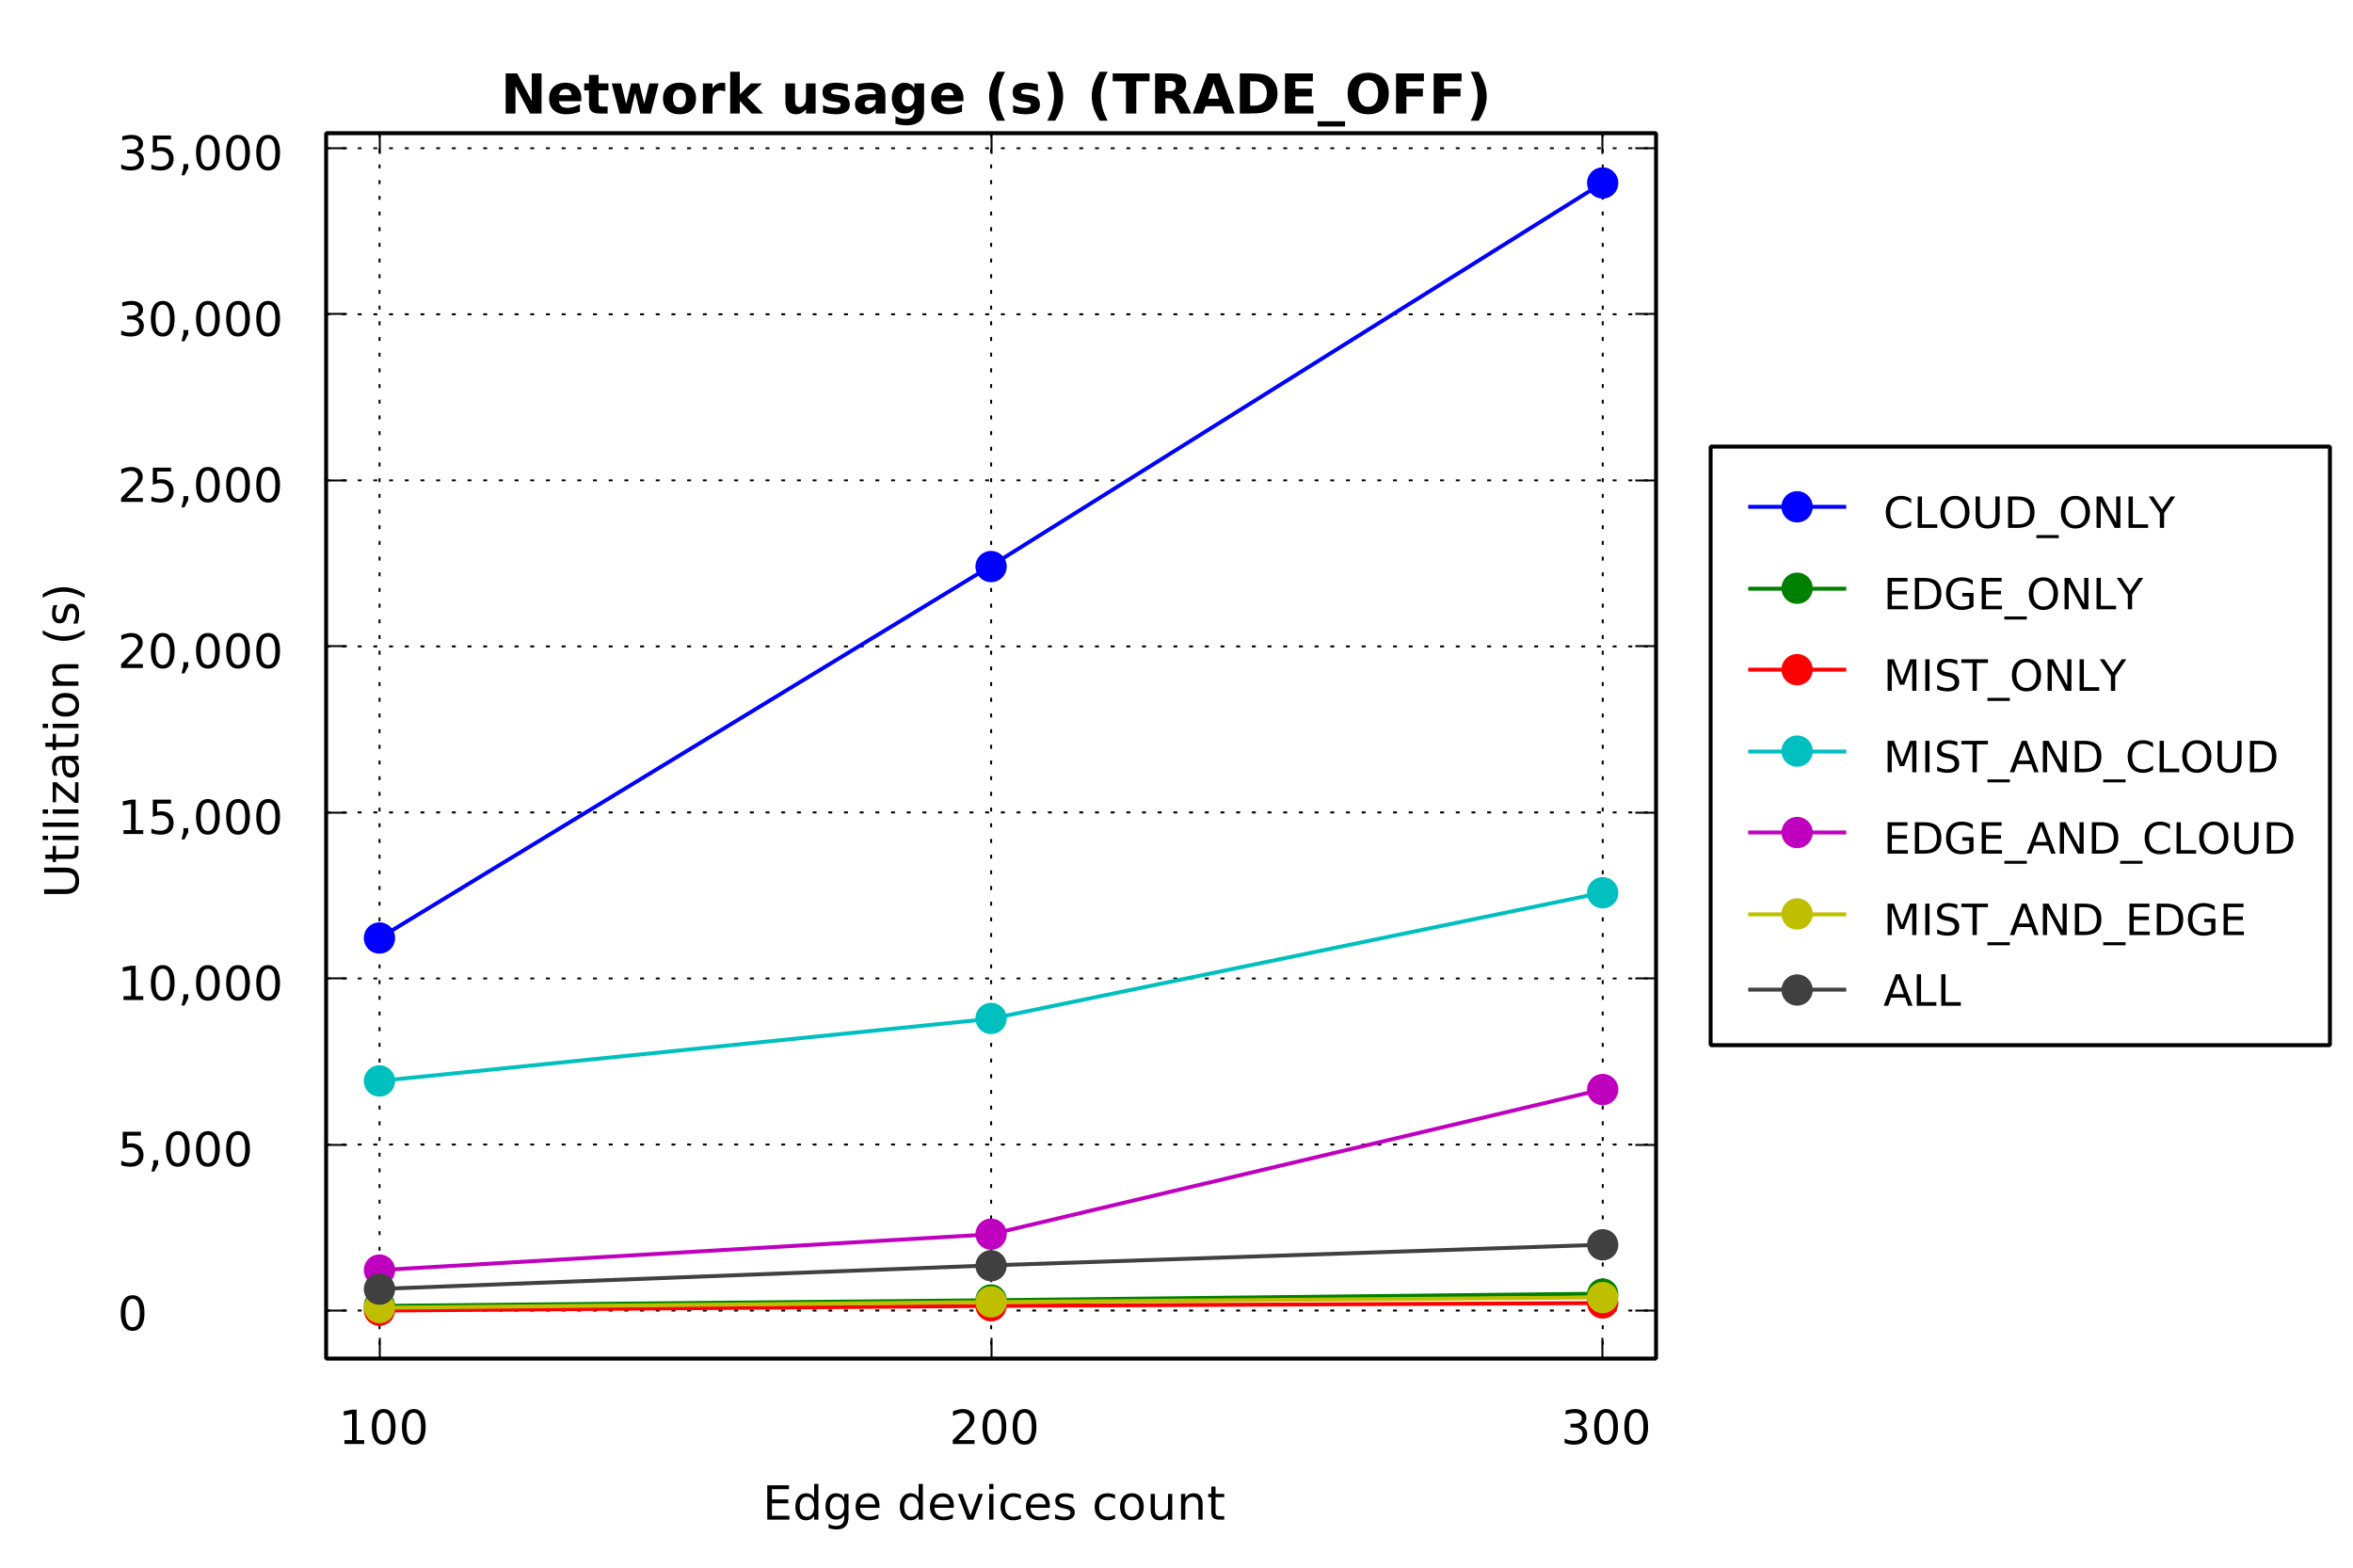 Network usage (s) (TRADE_OFF)
35,000
30,000
25,000
20,000
15,000
10,000
5,000
0
Utilization (s)
100
200
300
Edge devices count
CLOUD_ONLY
EDGE_ONLY
MIST_ONLY
MIST_AND_CLOUD
EDGE_AND_CLOUD
MIST_AND_EDGE
ALL